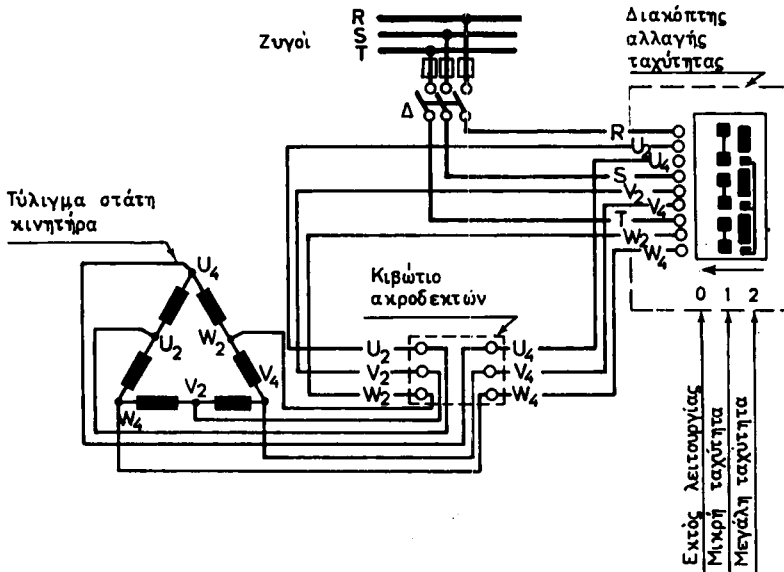 R
S
T
Ζυγοί
Διακόπτης
αλλαγής
ταχύτητας
Δ
R
U2
U4
S
V2
V4
T
W2
W4
Τύλιγμα στάτη
κινητήρα
U4
U2
W2
V4
V2
W4
Κιβώτιο
ακροδεκτών
U2
U4
V2
V4
W2
W4
0 1 2
Εκτός λειτουργίας
Μικρή ταχύτητα
Μεγάλη ταχυτητα